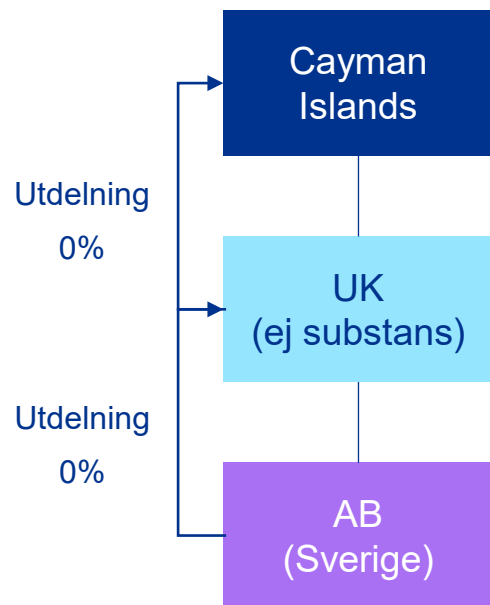 Cayman
Islands
Utdelning
0%
UK
(ej substans)
Utdelning
0%
AB
(Sverige)